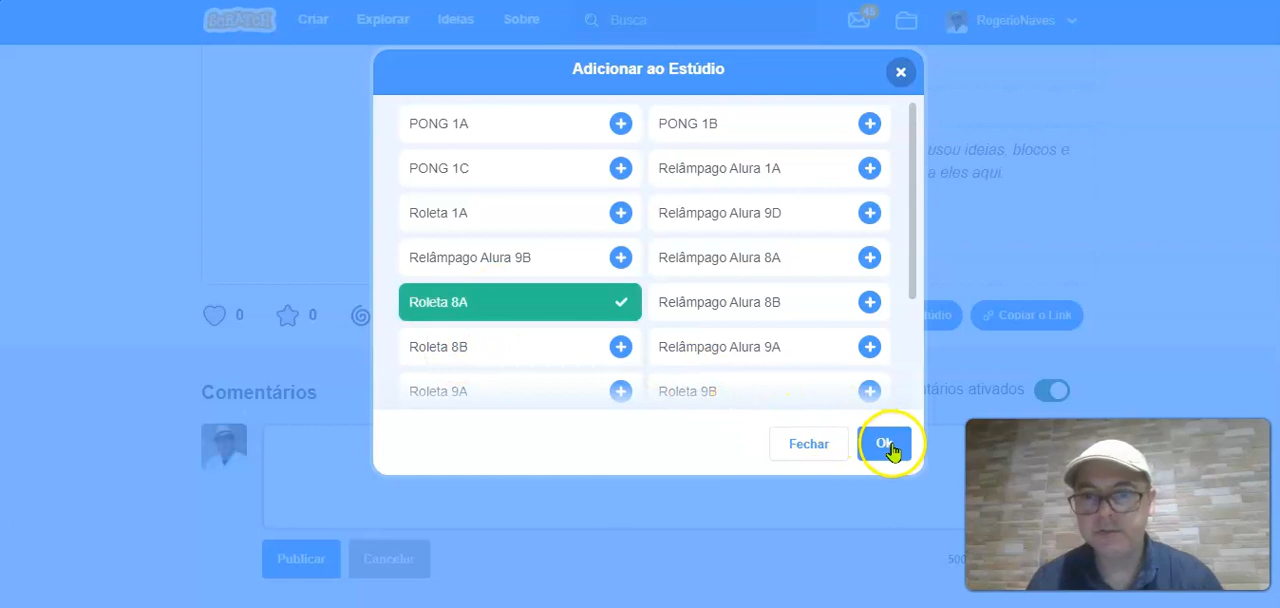 SCRATCH Criar Explorar Ideias Sobre Busca 45 RogerioNaves
Adicionar ao Estúdio
PONG 1A PONG 1B
PONG 1C Relâmpago Alura 1A
Roleta 1A Relâmpago Alura 9D
Relâmpago Alura 9B Relâmpago Alura 8A
Roleta 8A Relâmpago Alura 8B
Roleta 8B Relâmpago Alura 9A
Roleta 9A Roleta 9B
usou ideias, blocos e
a eles aqui.
0 0 Copiar o Link
Comentários ativados
Fechar Ok
Publicar Cancelar 500